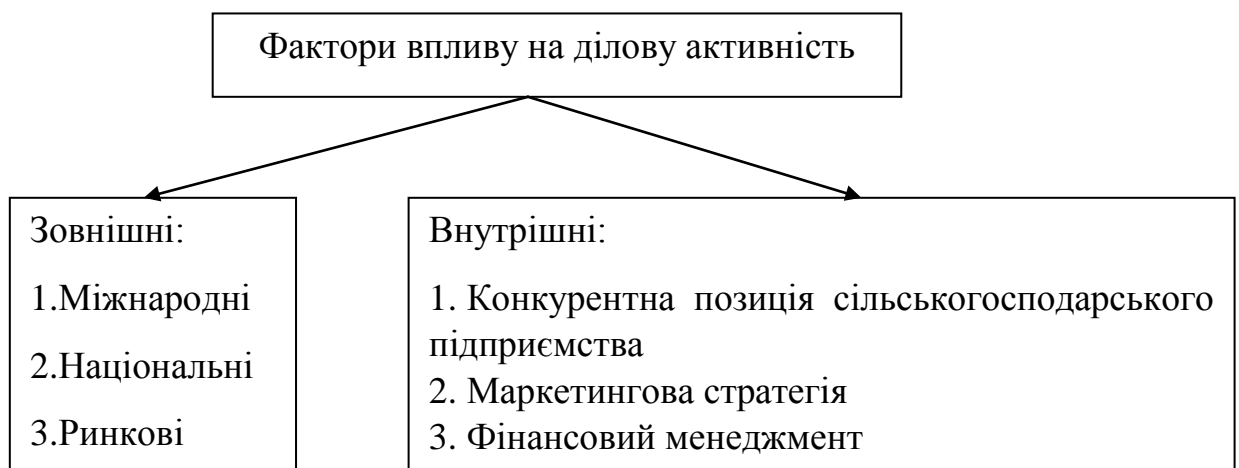 Фактори впливу на ділову активність
Зовнішні:
1.Міжнародні
2.Національні
3.Ринкові
Внутрішні:
1. Конкурентна позиція сільськогосподарського
підприємства
2. Маркетингова стратегія
3. Фінансовий менеджмент